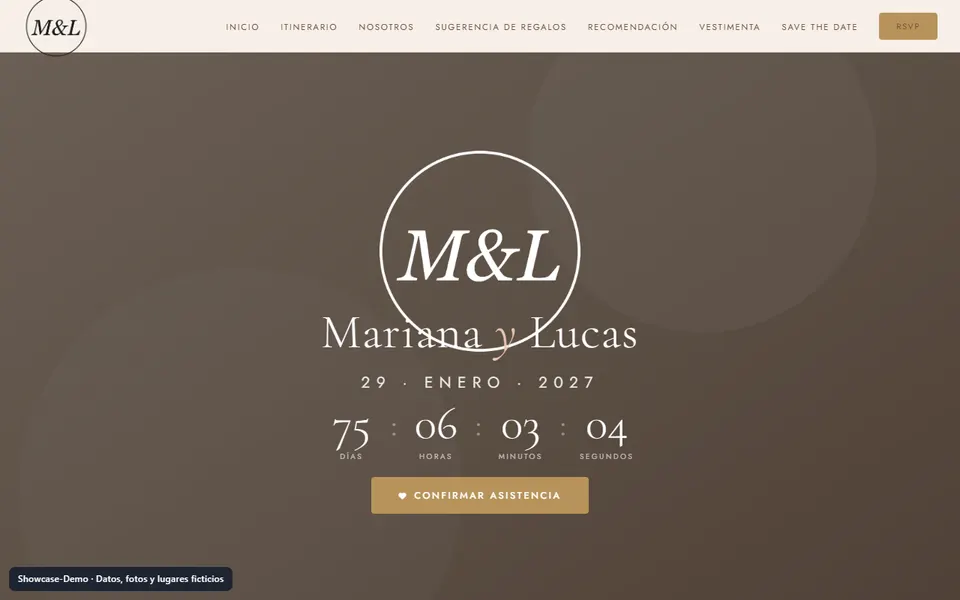 M&L
INICIO ITINERARIO NOSOTROS SUGERENCIA DE REGALOS RECOMENDACIÓN VESTIMENTA SAVE THE DATE RSVP
M&L
Mariana y Lucas
29 · ENERO · 2027
75 : 06 : 03 : 04
DÍAS HORAS MINUTOS SEGUNDOS
CONFIRMAR ASISTENCIA
Showcase-Demo · Datos, fotos y lugares ficticios